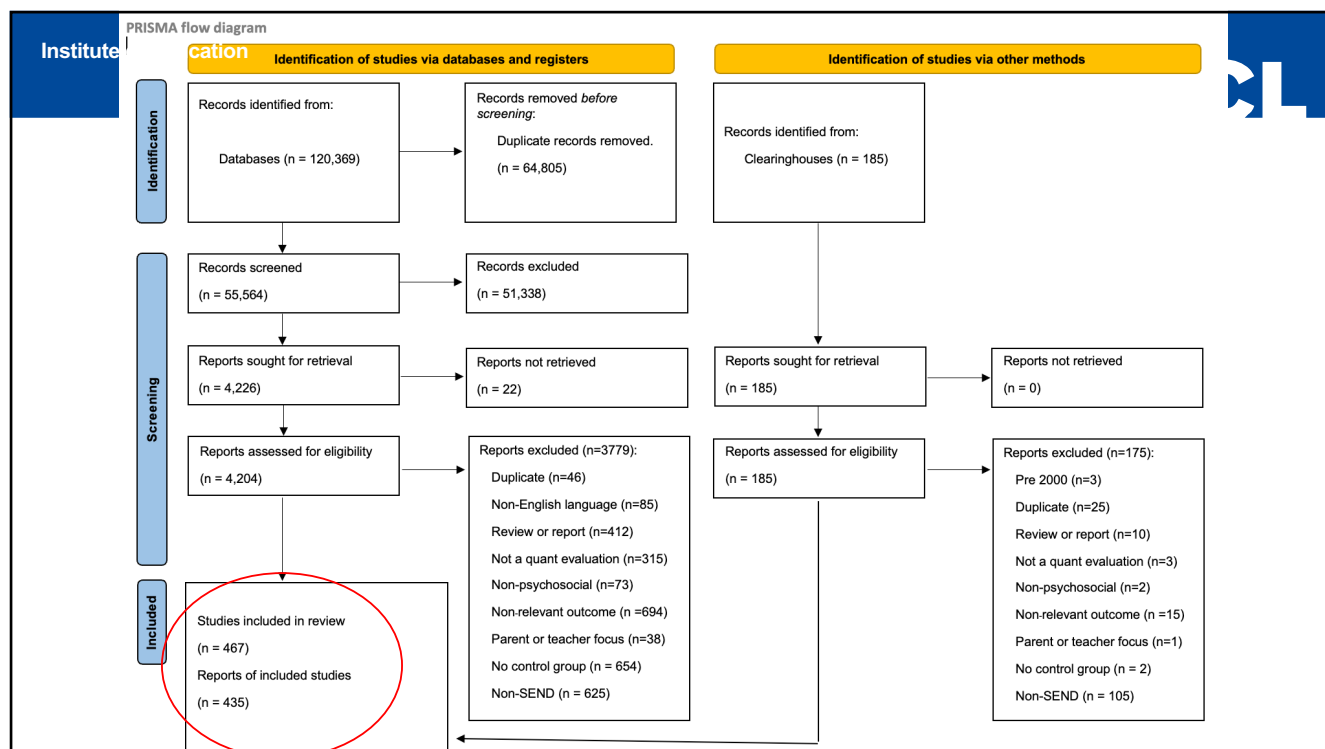 PRISMA flow diagram
Institute
cation
Identification of studies via databases and registers
Identification of studies via other methods
CL
Identification
Records identified from:
Databases (n = 120,369)
Records removed before
screening:
Duplicate records removed.
(n = 64,805)
Records identified from:
Clearinghouses (n = 185)
Screening
Records screened
(n = 55,564)
Records excluded
(n = 51,338)
Reports sought for retrieval
(n = 4,226)
Reports not retrieved
(n = 22)
Reports sought for retrieval
(n = 185)
Reports not retrieved
(n = 0)
Reports assessed for eligibility
(n = 4,204)
Reports excluded (n=3779):
Duplicate (n=46)
Non-English language (n=85)
Review or report (n=412)
Not a quant evaluation (n=315)
Non-psychosocial (n=73)
Non-relevant outcome (n =694)
Parent or teacher focus (n=38)
No control group (n = 654)
Non-SEND (n = 625)
Reports assessed for eligibility
(n = 185)
Reports excluded (n=175):
Pre 2000 (n=3)
Duplicate (n=25)
Review or report (n=10)
Not a quant evaluation (n=3)
Non-psychosocial (n=2)
Non-relevant outcome (n =15)
Parent or teacher focus (n=1)
No control group (n = 2)
Non-SEND (n = 105)
Included
Studies included in review
(n = 467)
Reports of included studies
(n = 435)